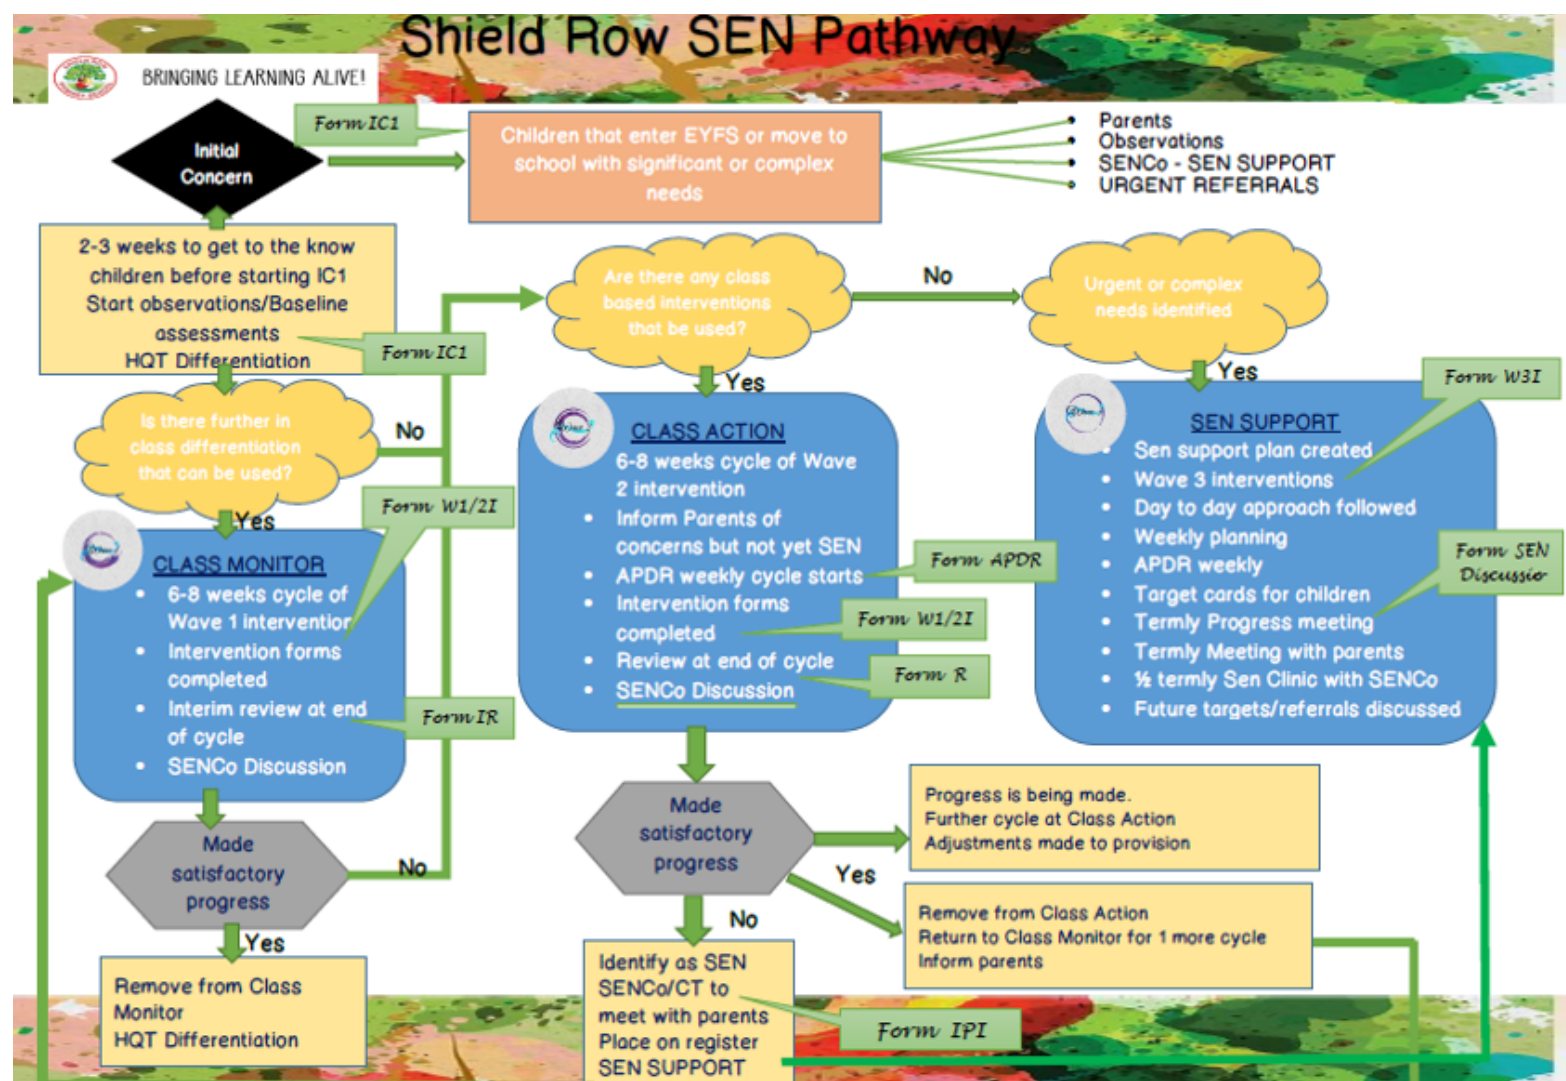 Shield Row SEN Pathway
BRINGING LEARNING ALIVE!
Initial
Concern
Form IC1
Children that enter EYFS or move to
school with significant or complex
needs
• Parents
• Observations
• SENCo - SEN SUPPORT
• URGENT REFERRALS
2-3 weeks to get to the know
children before starting IC1
Start observations/Baseline
assessments
HQT Differentiation
Form IC1
Is there further in
class differentiation
that can be used?
No
Yes
Are there any class
based interventions
that be used?
No
Yes
Urgent or complex
needs identified
Yes
CLASS MONITOR
• 6-8 weeks cycle of
Wave 1 intervention
• Intervention forms
completed
• Interim review at end
of cycle
• SENCo Discussion
Form W1/2I
Form IR
CLASS ACTION
6-8 weeks cycle of Wave
2 intervention
• Inform Parents of
concerns but not yet SEN
• APDR weekly cycle starts
• Intervention forms
completed
• Review at end of cycle
• SENCo Discussion
Form APDR
Form W1/2I
Form R
SEN SUPPORT
• Sen support plan created
• Wave 3 interventions
• Day to day approach followed
• Weekly planning
• APDR weekly
• Target cards for children
• Termly Progress meeting
• Termly Meeting with parents
• ½ termly Sen Clinic with SENCo
• Future targets/referrals discussed
Form W3I
Form SEN
Discussio
Made
satisfactory
progress
No
Yes
Remove from Class
Monitor
HQT Differentiation
Made
satisfactory
progress
Yes
No
Progress is being made.
Further cycle at Class Action
Adjustments made to provision
Remove from Class Action
Return to Class Monitor for 1 more cycle
Inform parents
Identify as SEN
SENCo/CT to
meet with parents
Place on register
SEN SUPPORT
Form IPI